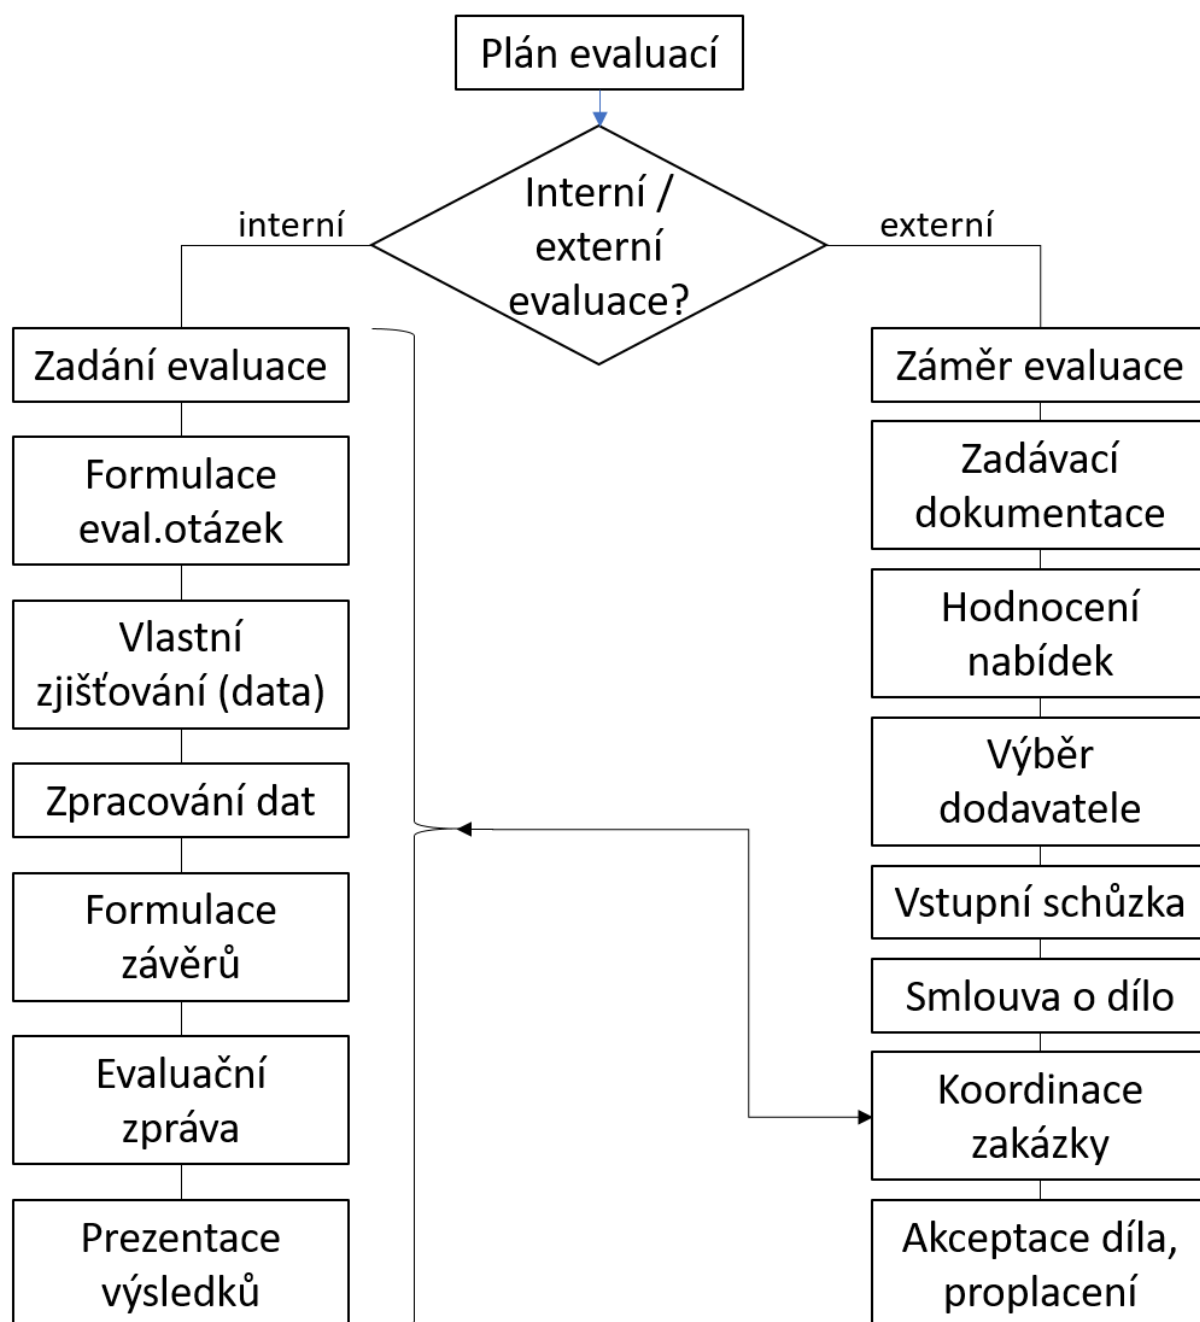 Plán evaluací
Interní /
externí
evaluace?
interní
externí
Zadání evaluace
Formulace
eval.otázek
Vlastní
zjišťování (data)
Zpracování dat
Formulace
závěrů
Evaluační
zpráva
Prezentace
výsledků
Záměr evaluace
Zadávací
dokumentace
Hodnocení
nabídek
Výběr
dodavatele
Vstupní schůzka
Smlouva o dílo
Koordinace
zakázky
Akceptace díla,
proplacení